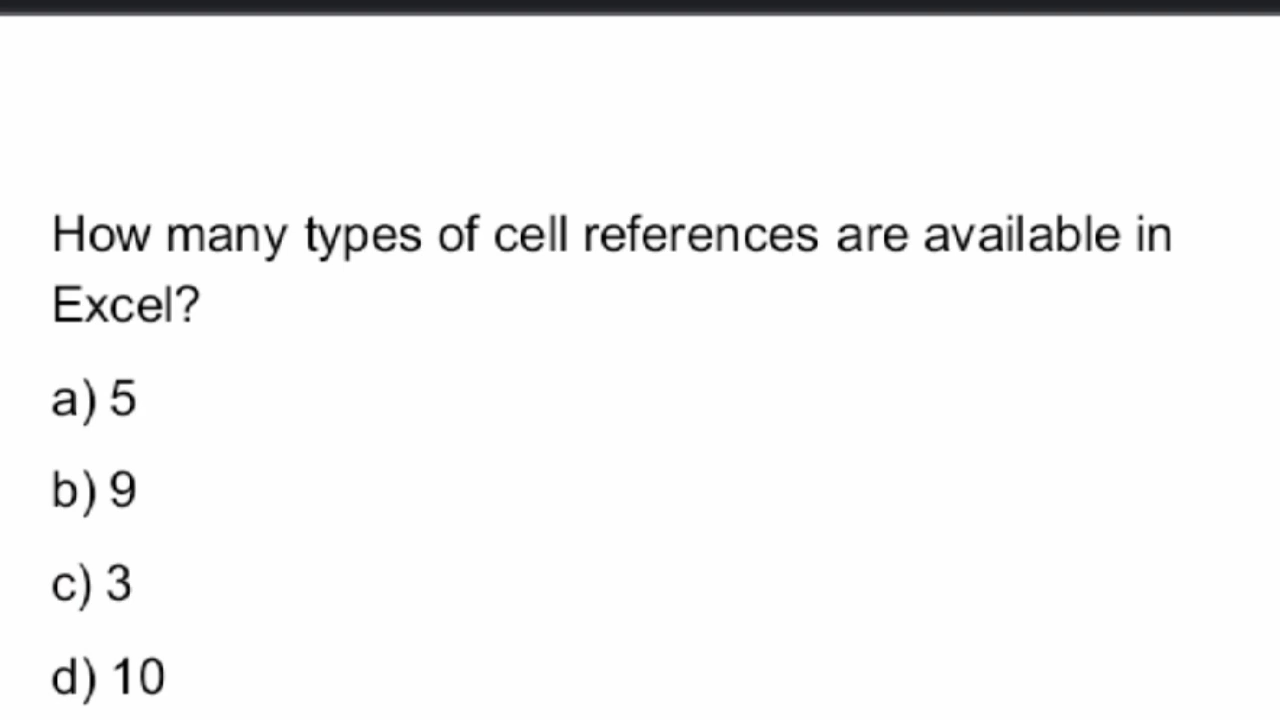 How many types of cell references are available in
Excel?
a) 5
b) 9
c) 3
d) 10